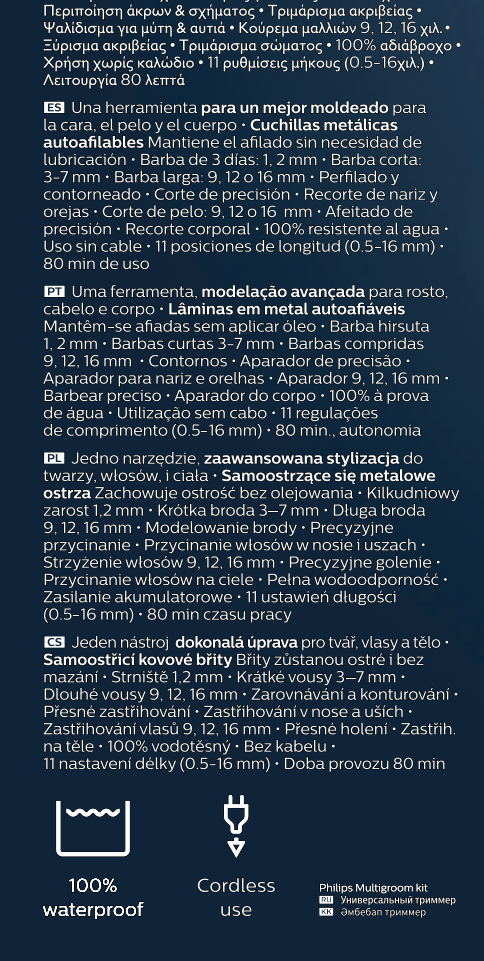 Περιποίηση άκρων & σχήματος • Τριμάρισμα ακριβείας •
Ψαλίδισμα για μύτη & αυτιά • Κούρεμα μαλλιών 9, 12, 16 χιλ. •
Ξύρισμα ακριβείας • Τριμάρισμα σώματος • 100% αδιάβροχο •
Χρήση χωρίς καλώδιο • 11 ρυθμίσεις μήκους (0.5-16χιλ.) •
Λειτουργία 80 λεπτά
ES Una herramienta para un mejor moldeado para
la cara, el pelo y el cuerpo • Cuchillas metálicas
autoafilables Mantiene el afilado sin necesidad de
lubricación • Barba de 3 días: 1, 2 mm • Barba corta:
3-7 mm • Barba larga: 9, 12 o 16 mm • Perfilado y
contorneado • Corte de precisión • Recorte de nariz y
orejas • Corte de pelo: 9, 12 o 16 mm • Afeitado de
precisión • Recorte corporal • 100% resistente al agua •
Uso sin cable • 11 posiciones de longitud (0.5-16 mm) •
80 min de uso
PT Uma ferramenta, modelação avançada para rosto,
cabelo e corpo • Lâminas em metal autoafiáveis
Mantêm-se afiadas sem aplicar óleo • Barba hirsuta
1, 2 mm • Barbas curtas 3-7 mm • Barbas compridas
9, 12, 16 mm • Contornos • Aparador de precisão •
Aparador para nariz e orelhas • Aparador 9, 12, 16 mm •
Barbear preciso • Aparador do corpo • 100% à prova
de água • Utilização sem cabo • 11 regulações
de comprimento (0.5-16 mm) • 80 min., autonomia
PL Jedno narzędzie, zaawansowana stylizacja do
twarzy, włosów, i ciała • Samoostrzące się metalowe
ostrza Zachowuje ostrość bez olejowania • Kilkudniowy
zarost 1,2 mm • Krótka broda 3–7 mm • Długa broda
9, 12, 16 mm • Modelowanie brody • Precyzyjne
przycinanie • Przycinanie włosów w nosie i uszach •
Strzyżenie włosów 9, 12, 16 mm • Precyzyjne golenie •
Przycinanie włosów na ciele • Pełna wodoodporność •
Zasilanie akumulatorowe • 11 ustawień długości
(0.5-16 mm) • 80 min czasu pracy
CS Jeden nástroj dokonalá úprava pro tvář, vlasy a tělo •
Samoostřicí kovové břity Břity zůstanou ostré i bez
mazání • Strniště 1,2 mm • Krátké vousy 3–7 mm •
Dlouhé vousy 9, 12, 16 mm • Zarovnávání a konturování •
Přesné zastřihování • Zastřihování v nose a uších •
Zastřihování vlasů 9, 12, 16 mm • Přesné holení • Zastřih.
na těle • 100% vodotěsný • Bez kabelu •
11 nastavení délky (0.5-16 mm) • Doba provozu 80 min
100%
waterproof
Cordless
use
Philips Multigroom kit
RU Универсальный триммер
KK Әмбебап триммер